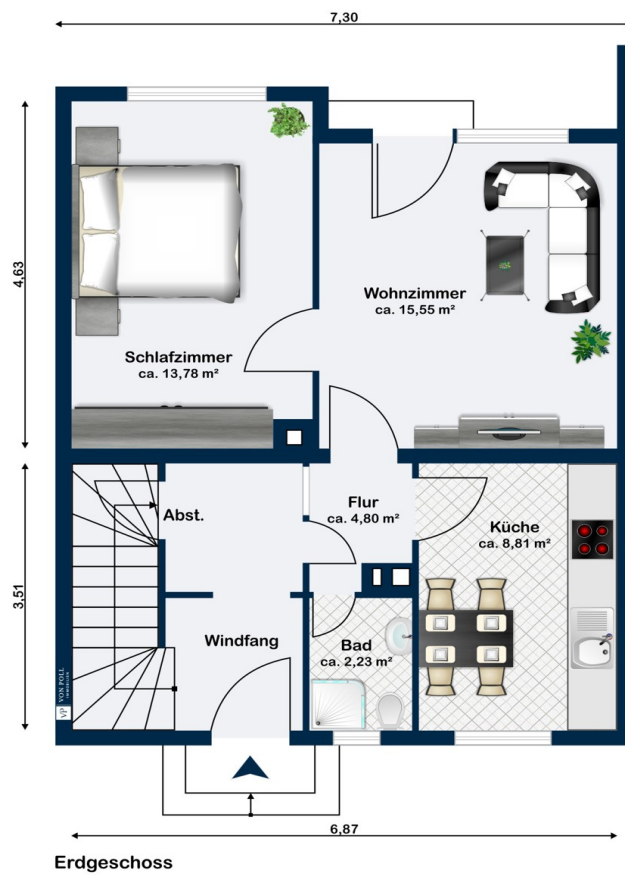 7,30
4,63
Wohnzimmer
ca. 15,55 m²
Schlafzimmer
ca. 13,78 m²
3,51
Abst.
Flur
ca. 4,80 m²
Küche
ca. 8,81 m²
Windfang
Bad
ca. 2,23 m²
VP
VON POLL
IMMOBILIEN
6,87
Erdgeschoss